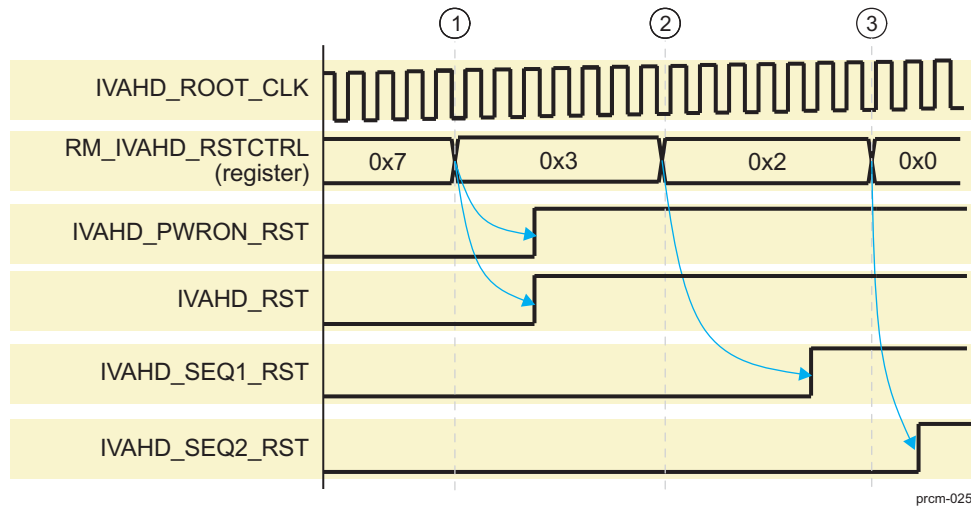 1 2 3
IVAHD_ROOT_CLK
RM_IVAHD_RSTCTRL
(register)
0x7 0x3 0x2 0x0
IVAHD_PWRON_RST
IVAHD_RST
IVAHD_SEQ1_RST
IVAHD_SEQ2_RST
prcm-025